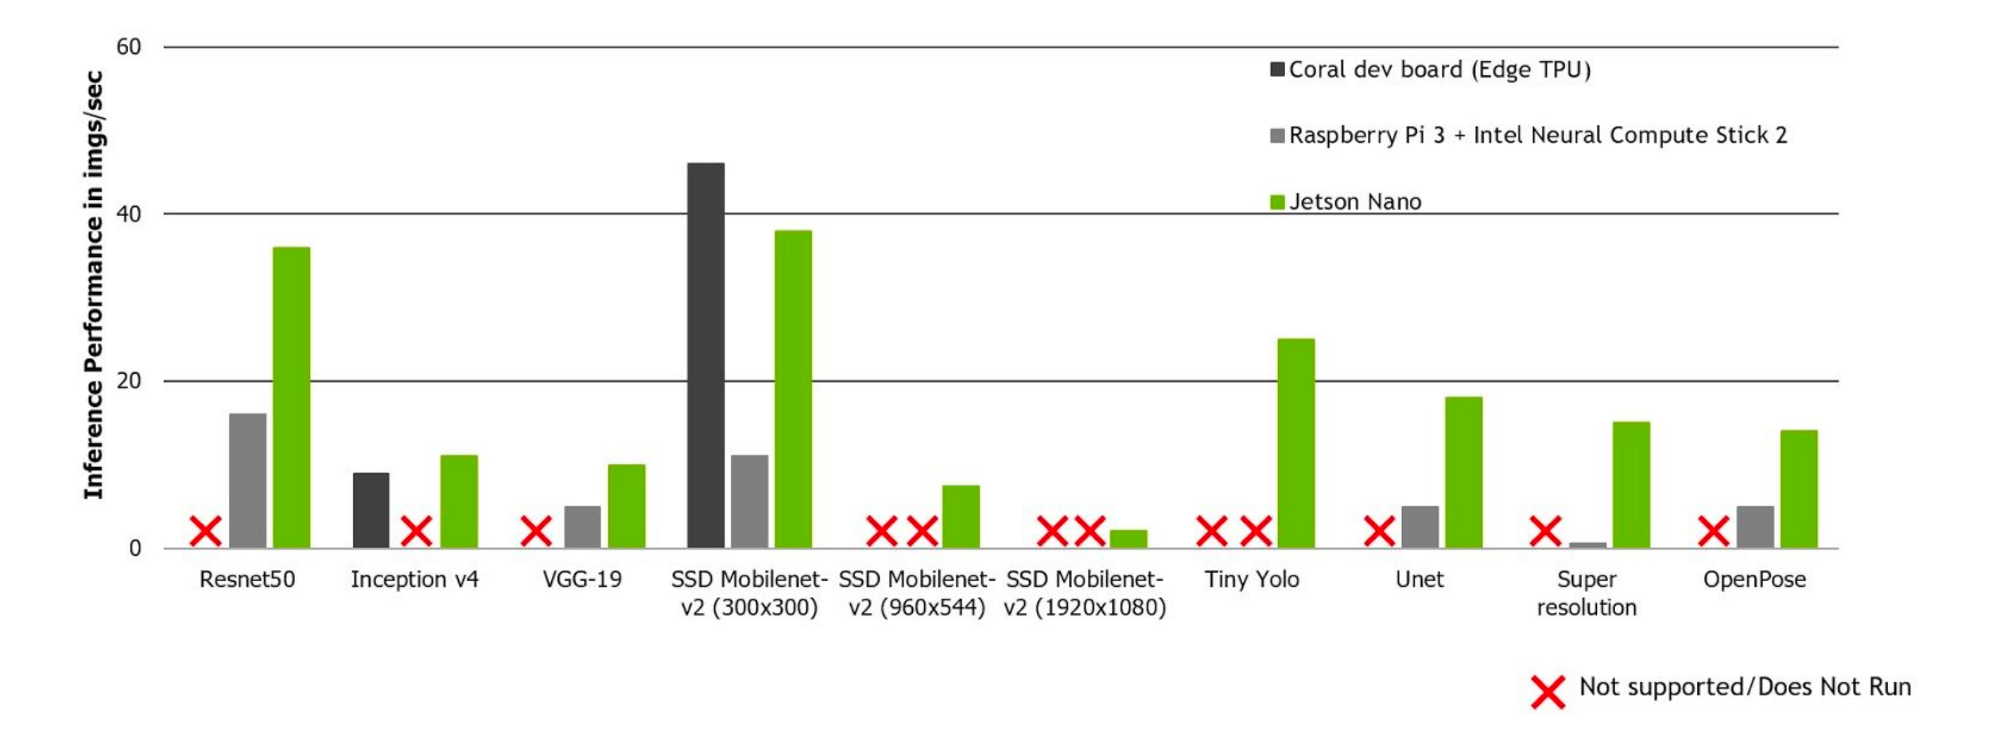 Inference Performance in imgs/sec
60
40
20
0
Coral dev board (Edge TPU)
Raspberry Pi 3 + Intel Neural Compute Stick 2
Jetson Nano
Resnet50
Inception v4
VGG-19
SSD Mobilenet-
v2 (300x300)
SSD Mobilenet-
v2 (960x544)
SSD Mobilenet-
v2 (1920x1080)
Tiny Yolo
Unet
Super
resolution
OpenPose
Not supported/Does Not Run